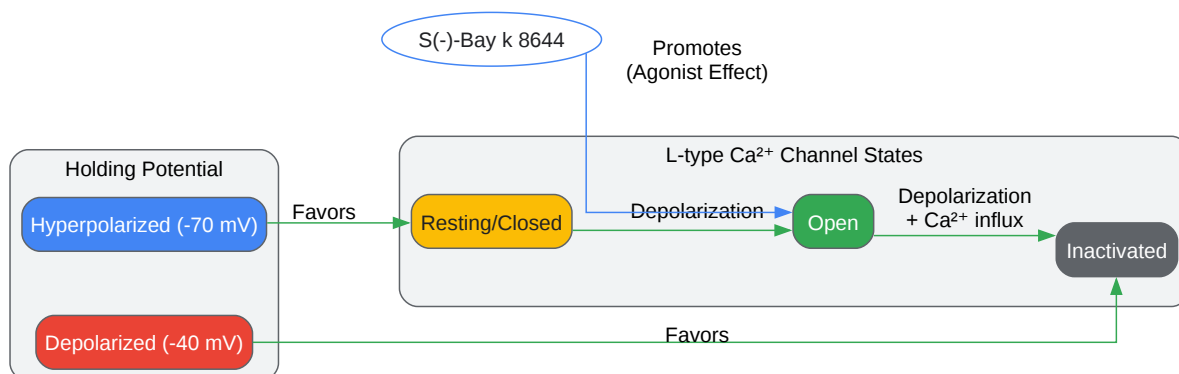 S(-)-Bay k 8644
Promotes
(Agonist Effect)
Holding Potential
L-type Ca²⁺ Channel States
Hyperpolarized (-70 mV)
Favors
Resting/Closed
Depolarization
Open
Depolarization
+ Ca²⁺ influx
Inactivated
Depolarized (-40 mV)
Favors